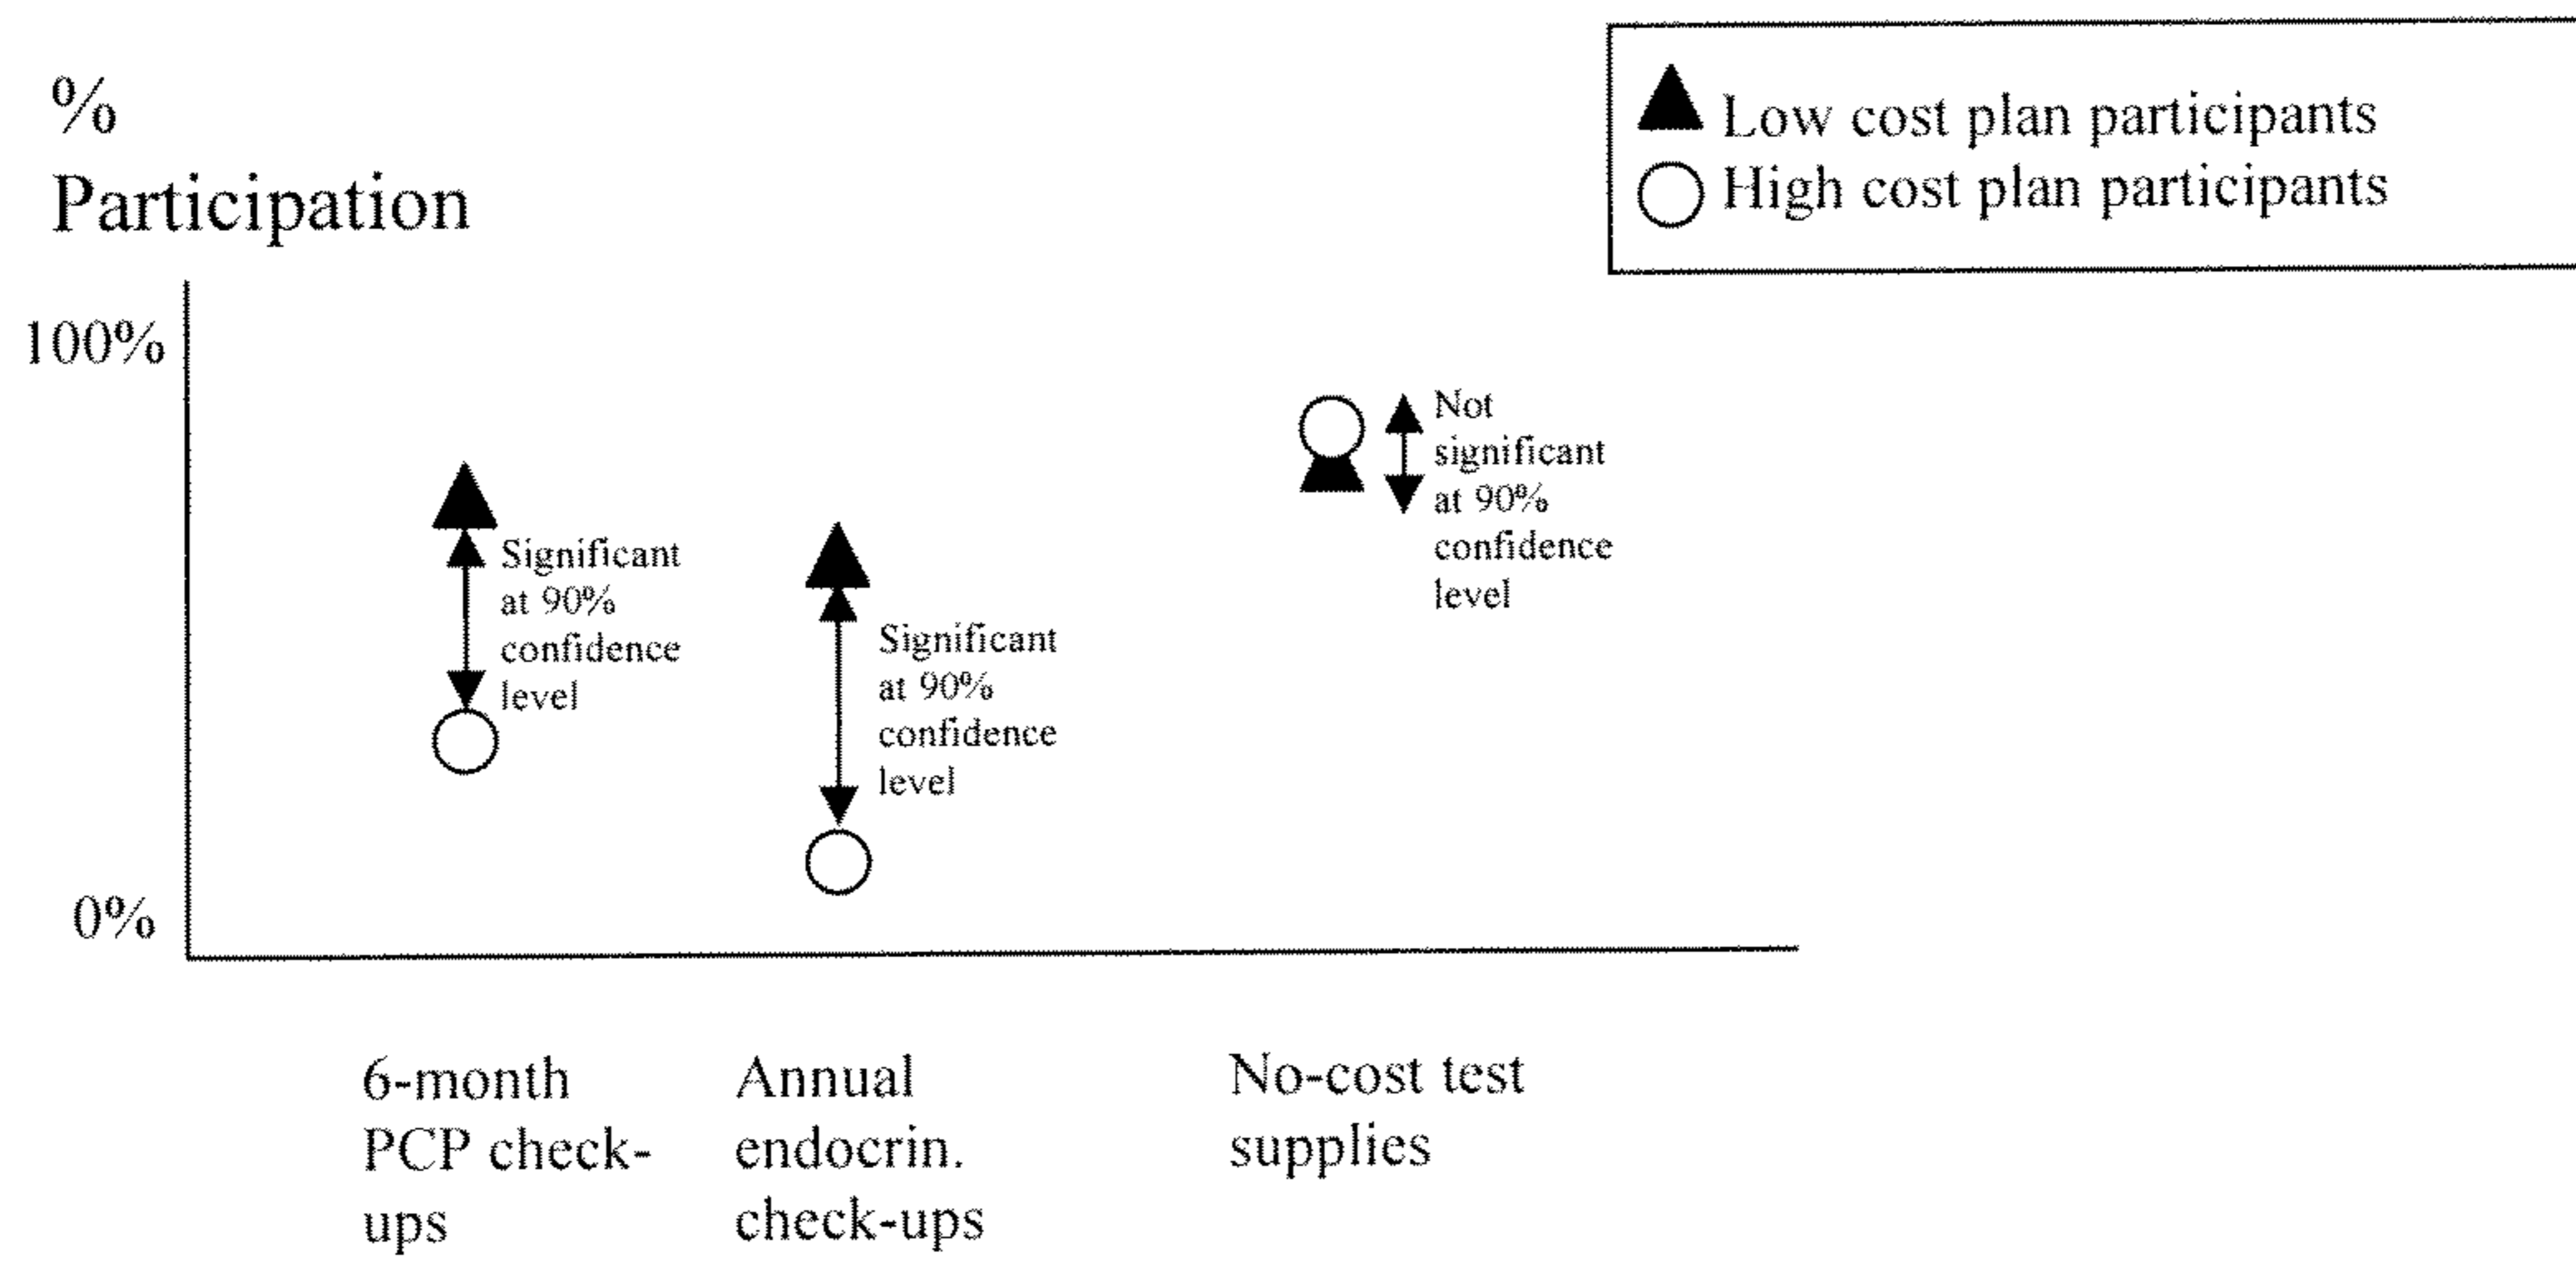 %
Participation
Low cost plan participants
High cost plan participants
100%
0%
Significant
at 90%
confidence
level
Significant
at 90%
confidence
level
Not
significant
at 90%
confidence
level
6-month
PCP check-
ups
Annual
endocrin.
check-ups
No-cost test
supplies